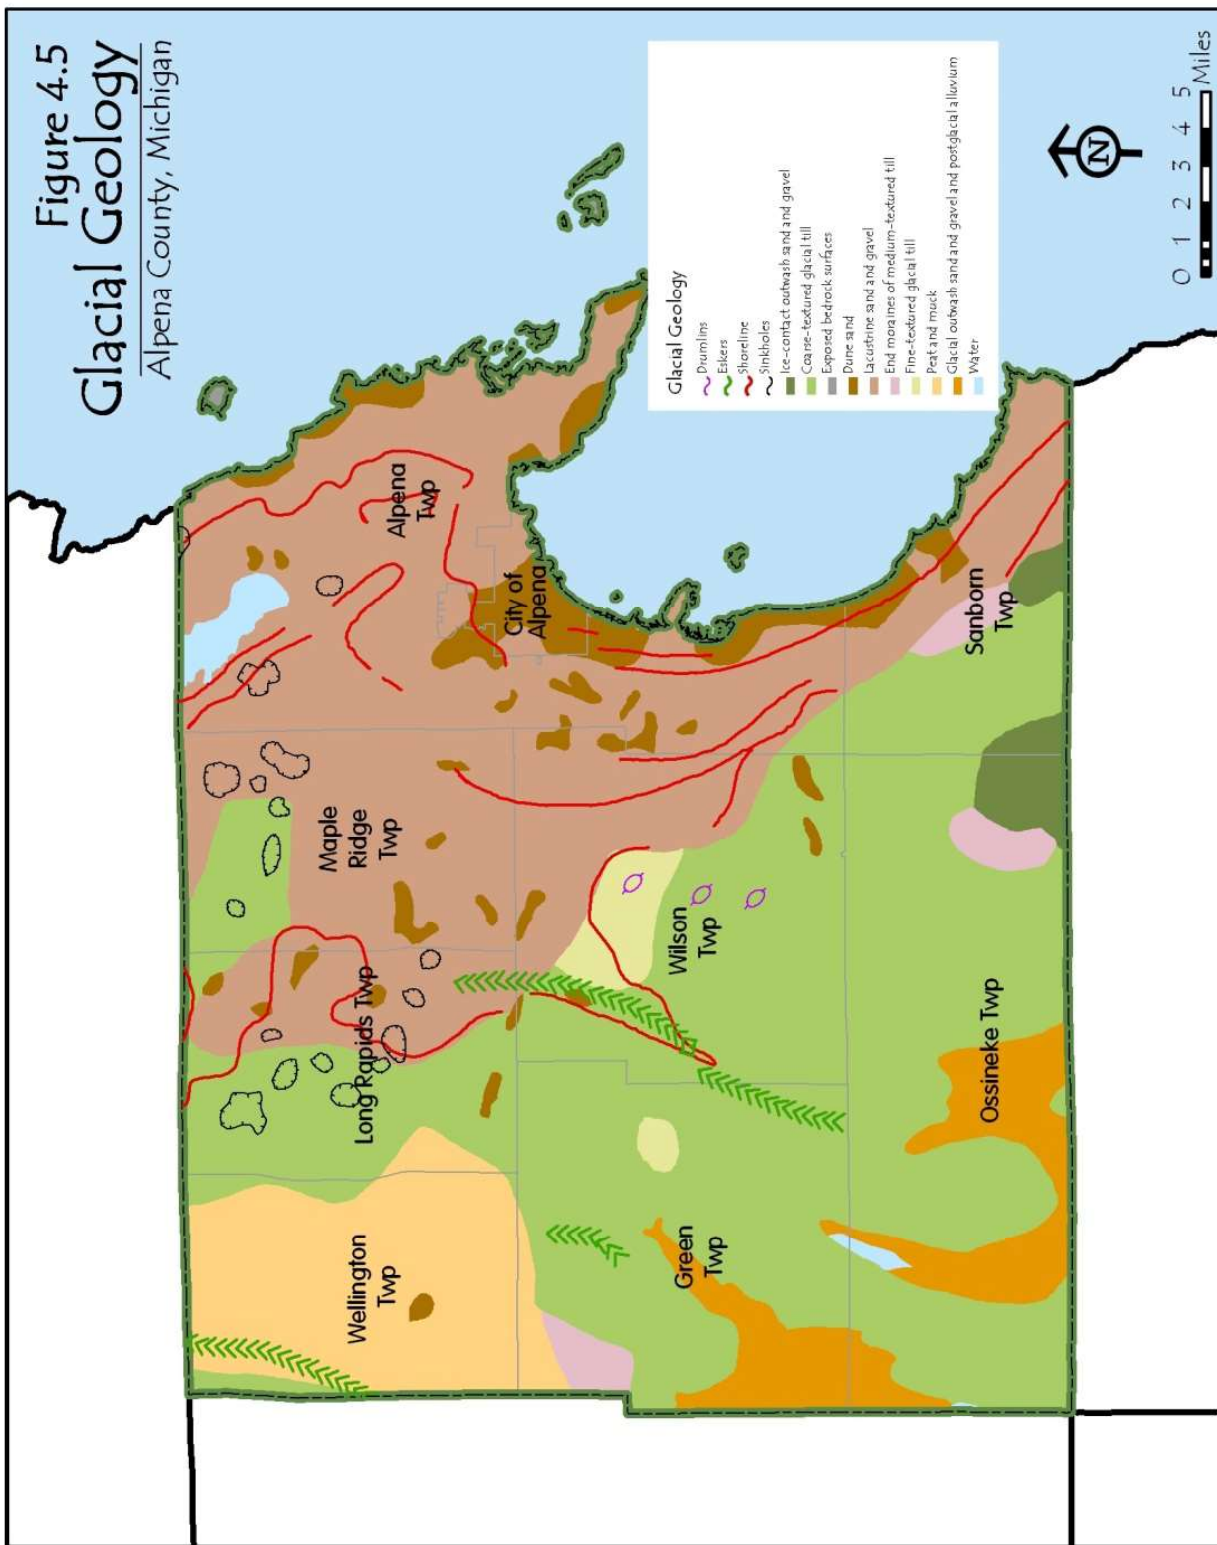 Figure 4.5
Glacial Geology
Alpena County, Michigan
Glacial Geology
Drumlins
Eskers
Shoreline
Sinkholes
Ice-contact outwash sand and gravel
Coarse-textured glacial till
Exposed bedrock surfaces
Dune sand
Lacustrine sand and gravel
End moraines of medium-textured till
Fine-textured glacial till
Peat and muck
Glacial outwash sand and gravel and postglacial alluvium
Water
N
0 1 2 3 4 5
Miles
Wellington
Twp
Long Rapids Twp
Maple
Ridge
Twp
Alpena
Twp
City of
Alpena
Green
Twp
Wilson
Twp
Ossineke Twp
Sanborn
Twp